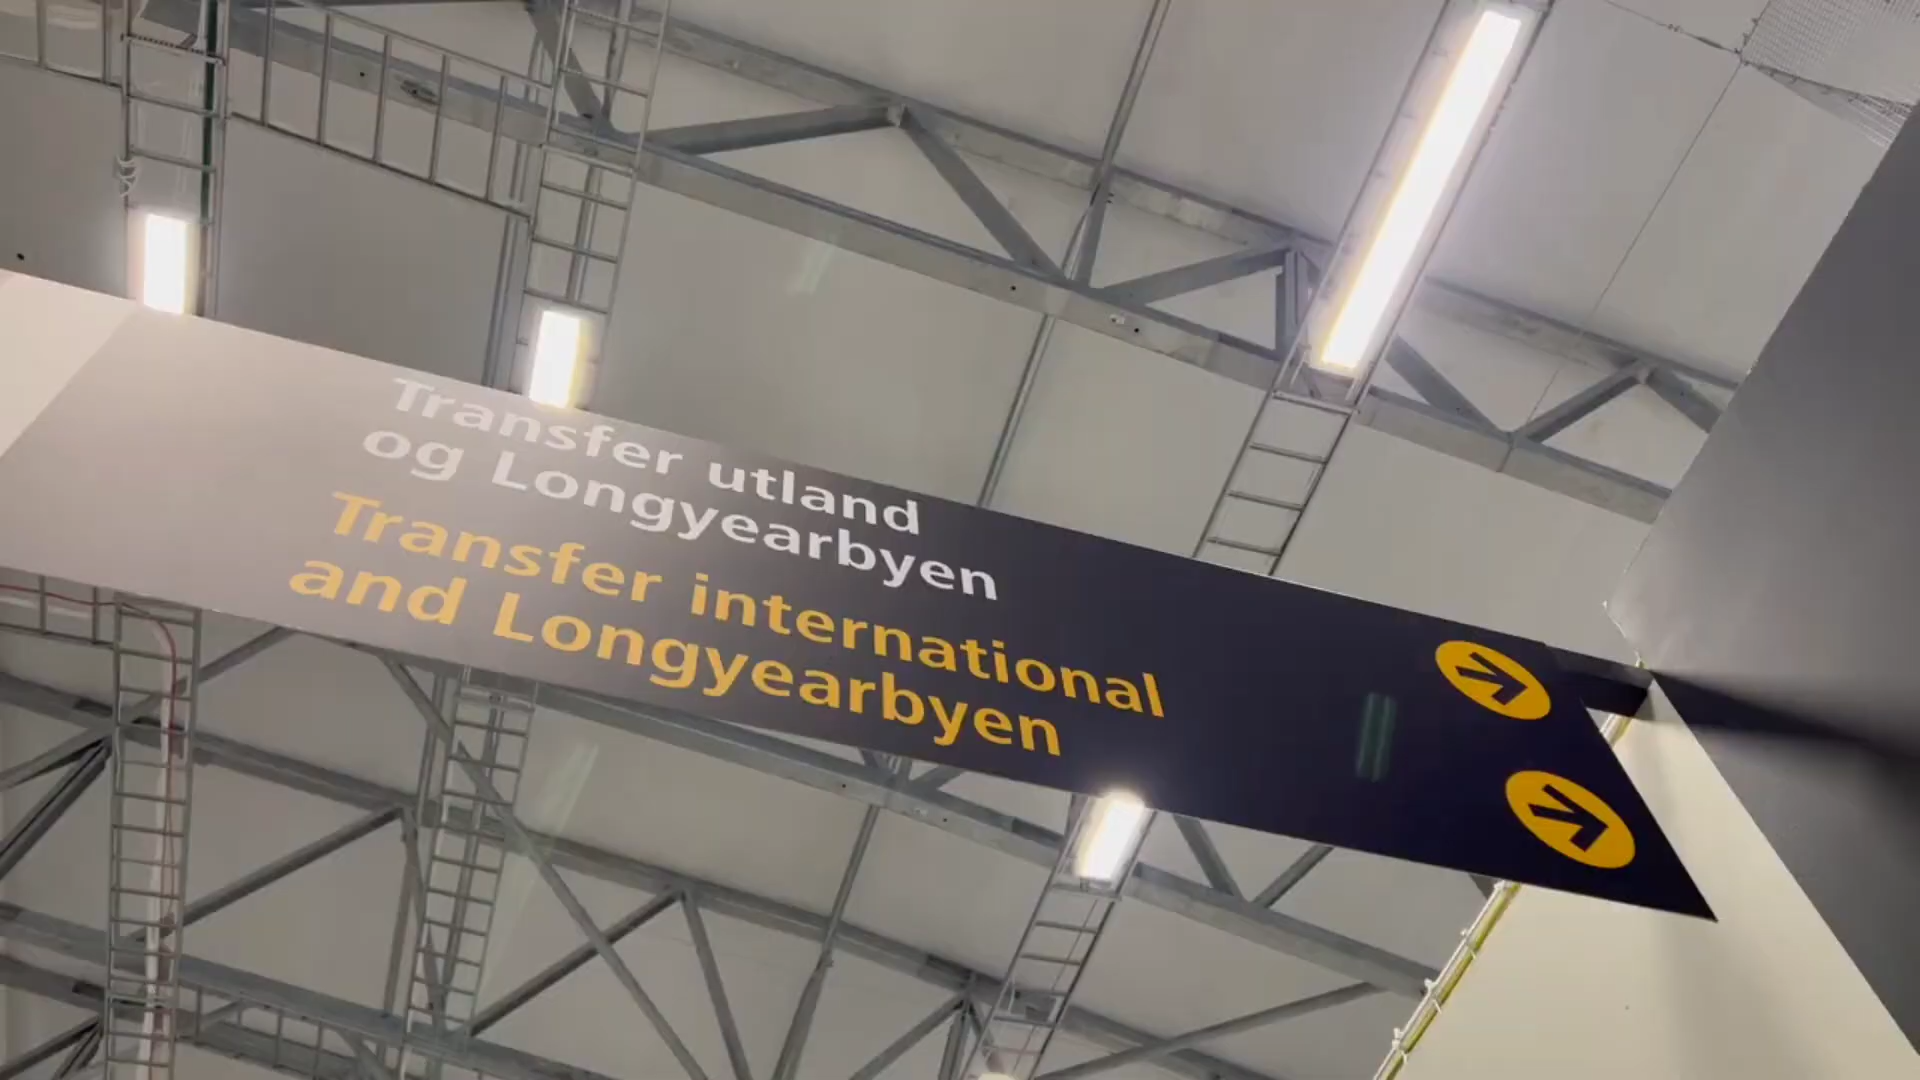 Transfer utland
og Longyearbyen
Transfer international
and Longyearbyen